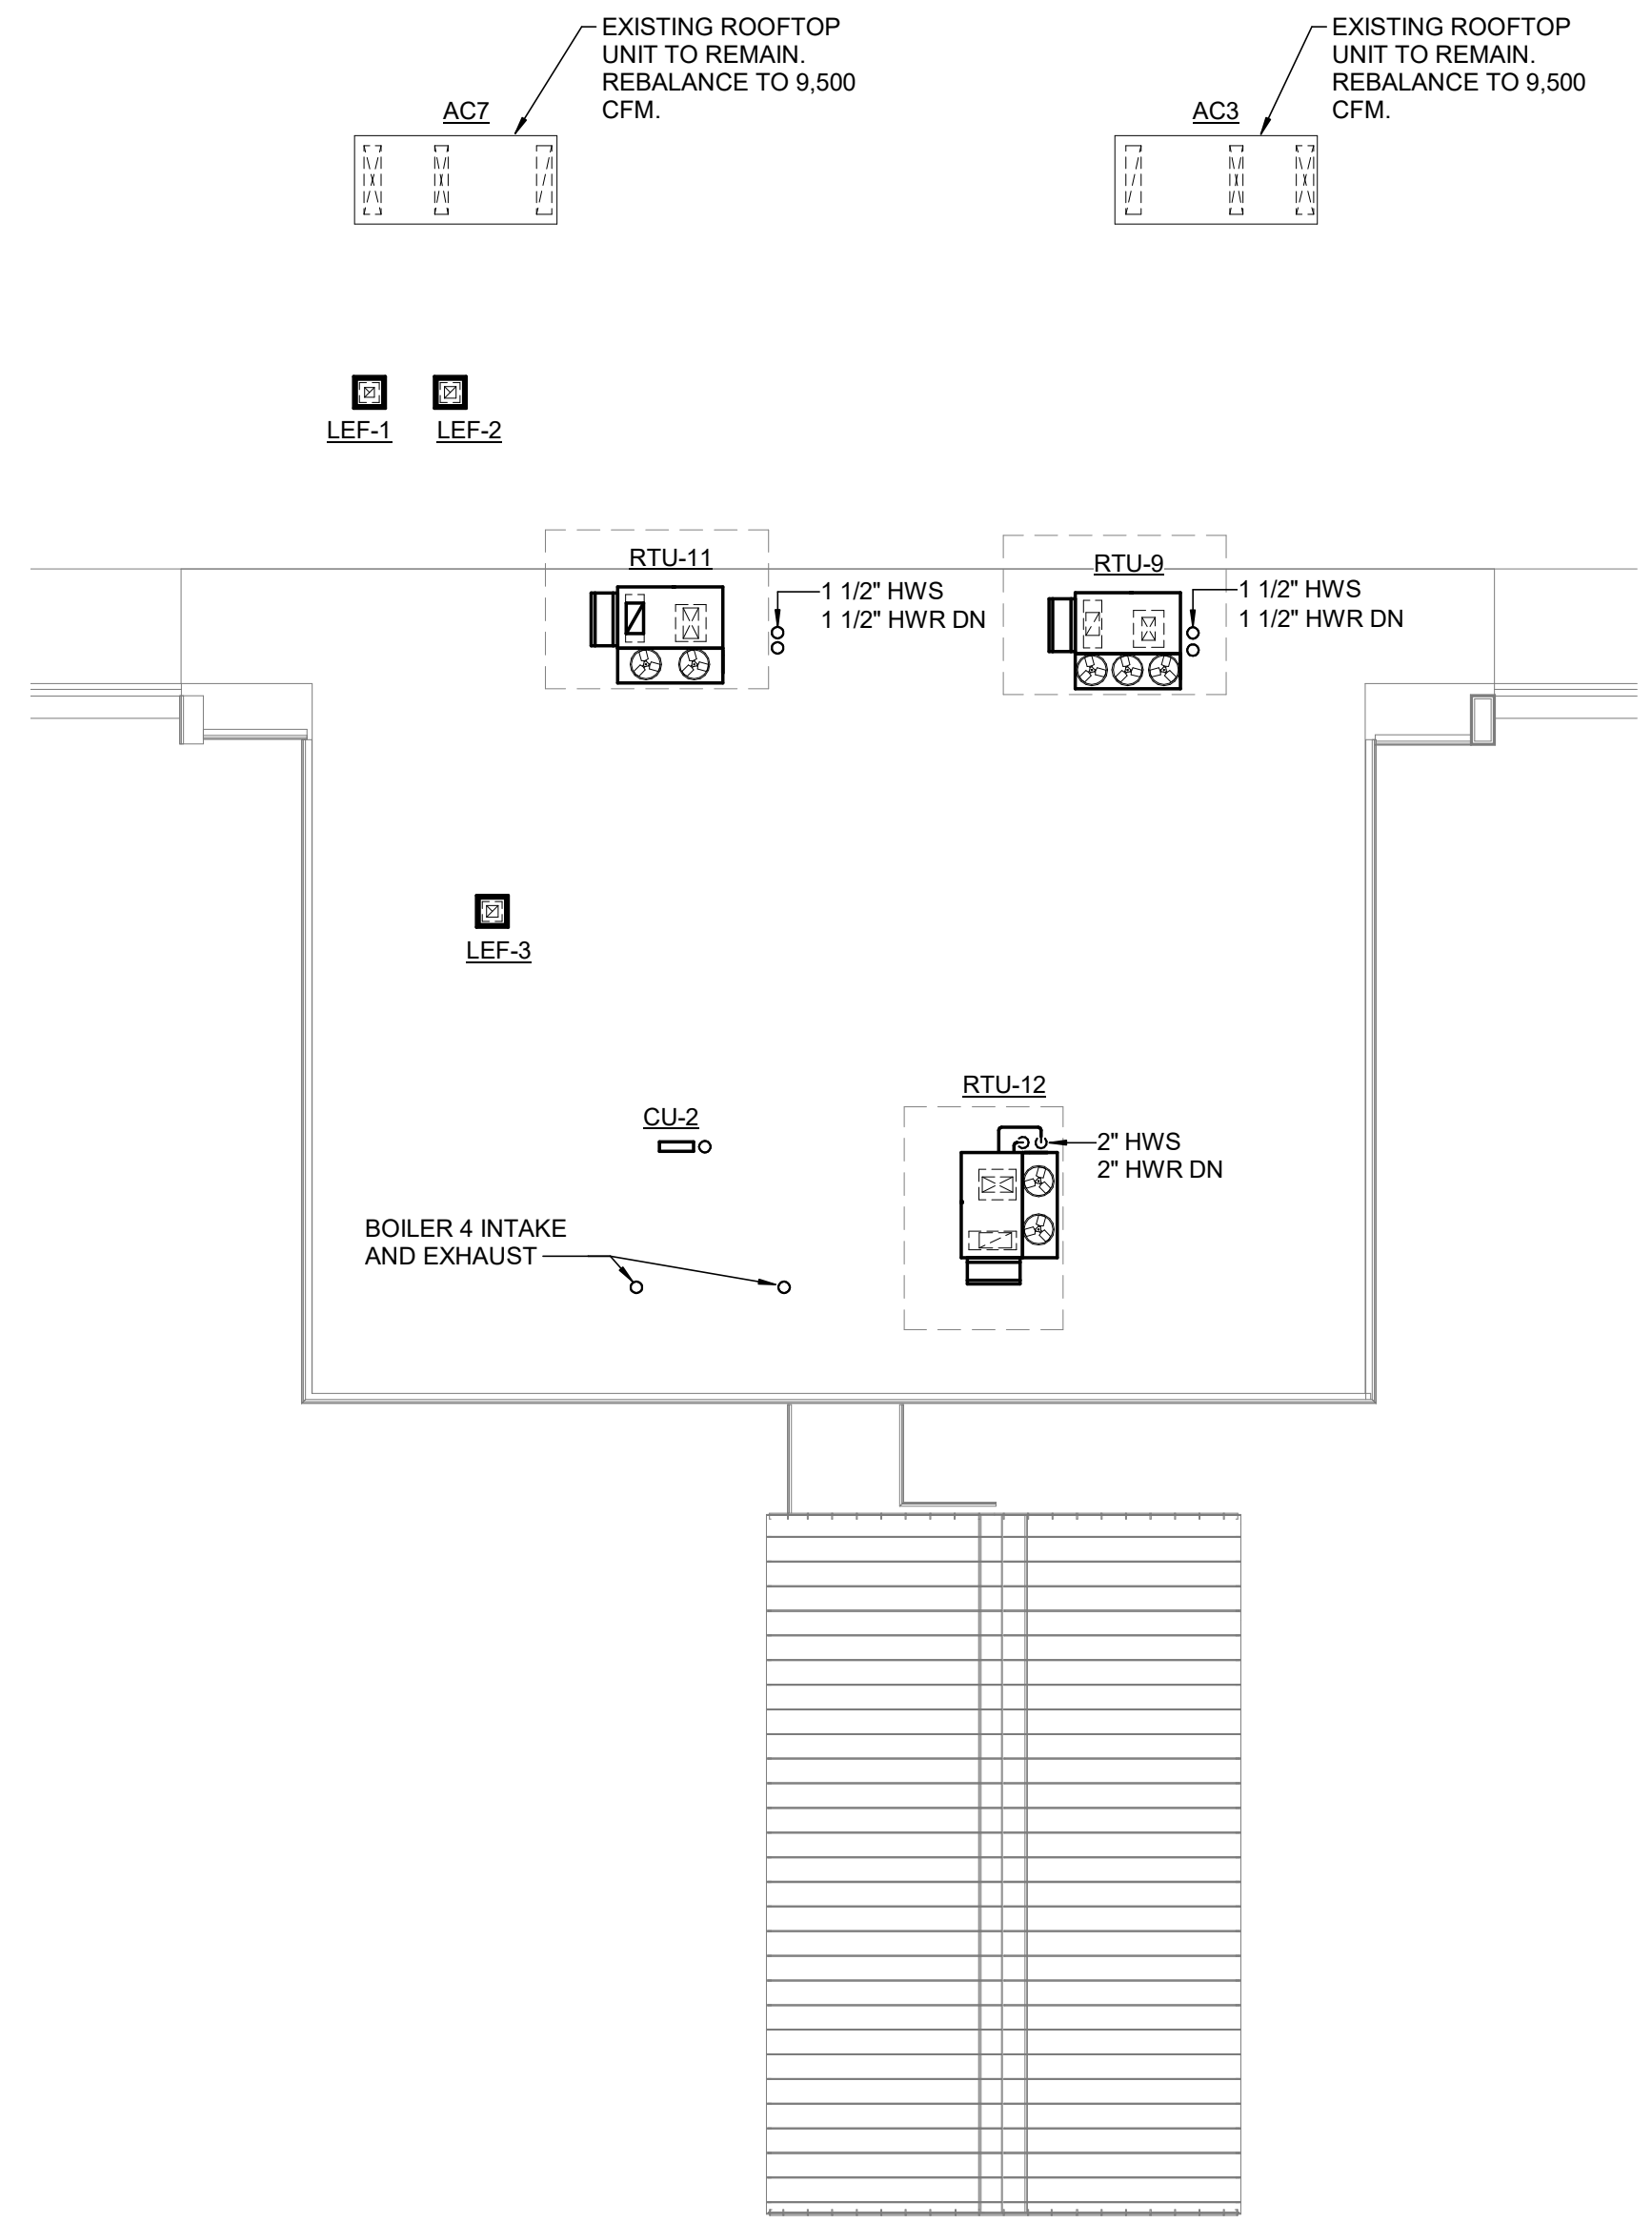 EXISTING ROOFTOP
UNIT TO REMAIN.
REBALANCE TO 9,500
CFM.
AC7
EXISTING ROOFTOP
UNIT TO REMAIN.
REBALANCE TO 9,500
CFM.
AC3
LEF-1
LEF-2
RTU-11
1 1/2" HWS
1 1/2" HWR DN
RTU-9
1 1/2" HWS
1 1/2" HWR DN
LEF-3
RTU-12
CU-2
2" HWS
2" HWR DN
BOILER 4 INTAKE
AND EXHAUST